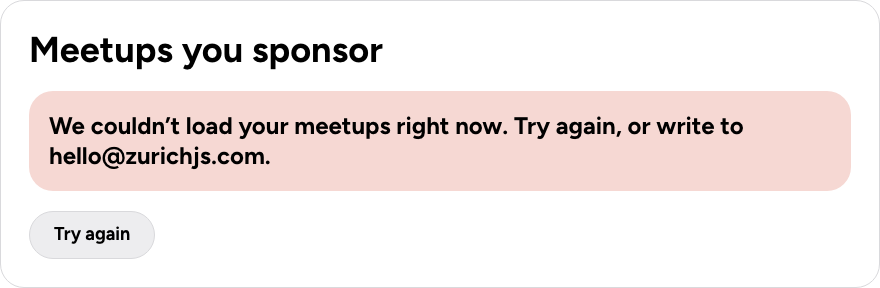 Meetups you sponsor
We couldn’t load your meetups right now. Try again, or write to
hello@zurichjs.com.
Try again